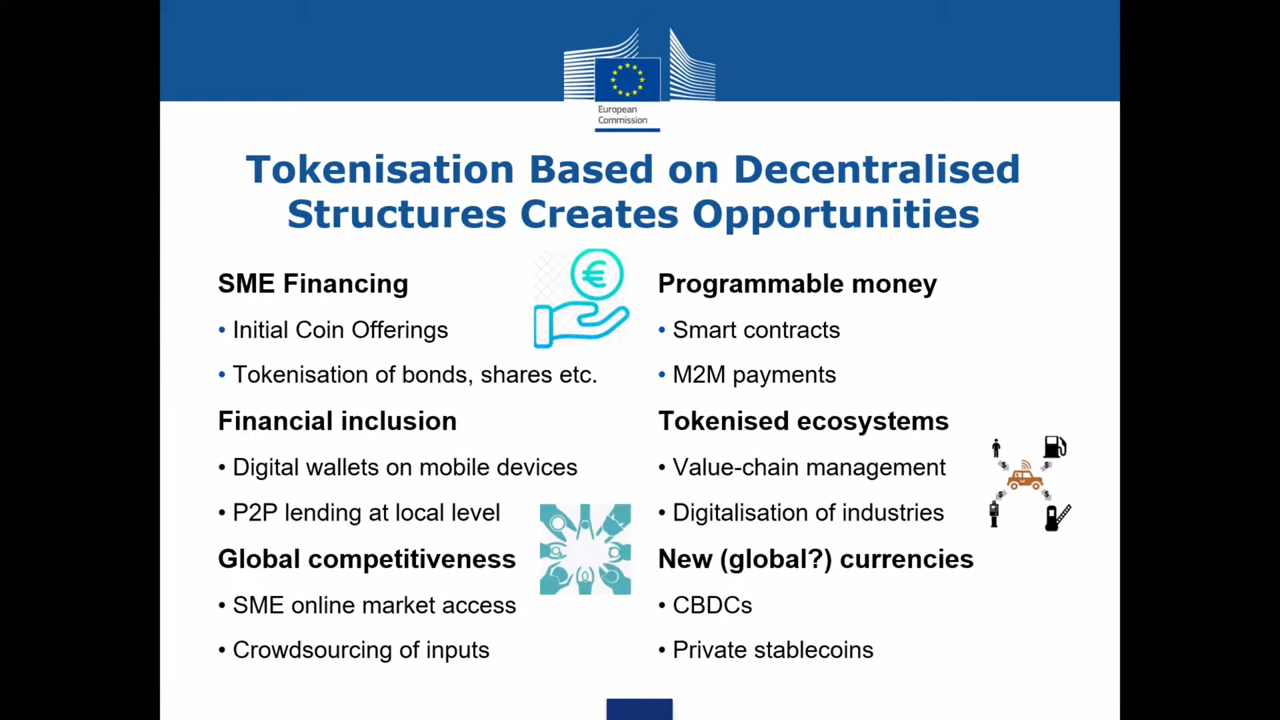 European
Commission
Tokenisation Based on Decentralised
Structures Creates Opportunities
SME Financing
• Initial Coin Offerings
• Tokenisation of bonds, shares etc.
Financial inclusion
• Digital wallets on mobile devices
• P2P lending at local level
Global competitiveness
• SME online market access
• Crowdsourcing of inputs
Programmable money
• Smart contracts
• M2M payments
Tokenised ecosystems
• Value-chain management
• Digitalisation of industries
New (global?) currencies
• CBDCs
• Private stablecoins